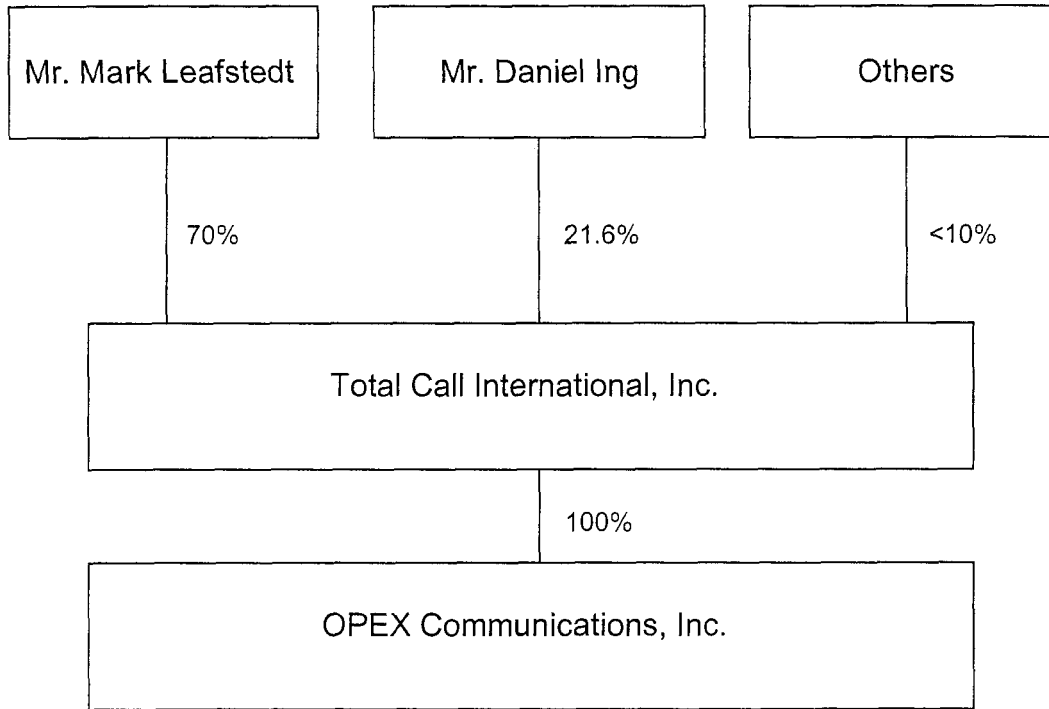 Mr. Mark Leafstedt
Mr. Daniel Ing
Others
70%
21.6%
<10%
Total Call International, Inc.
100%
OPEX Communications, Inc.